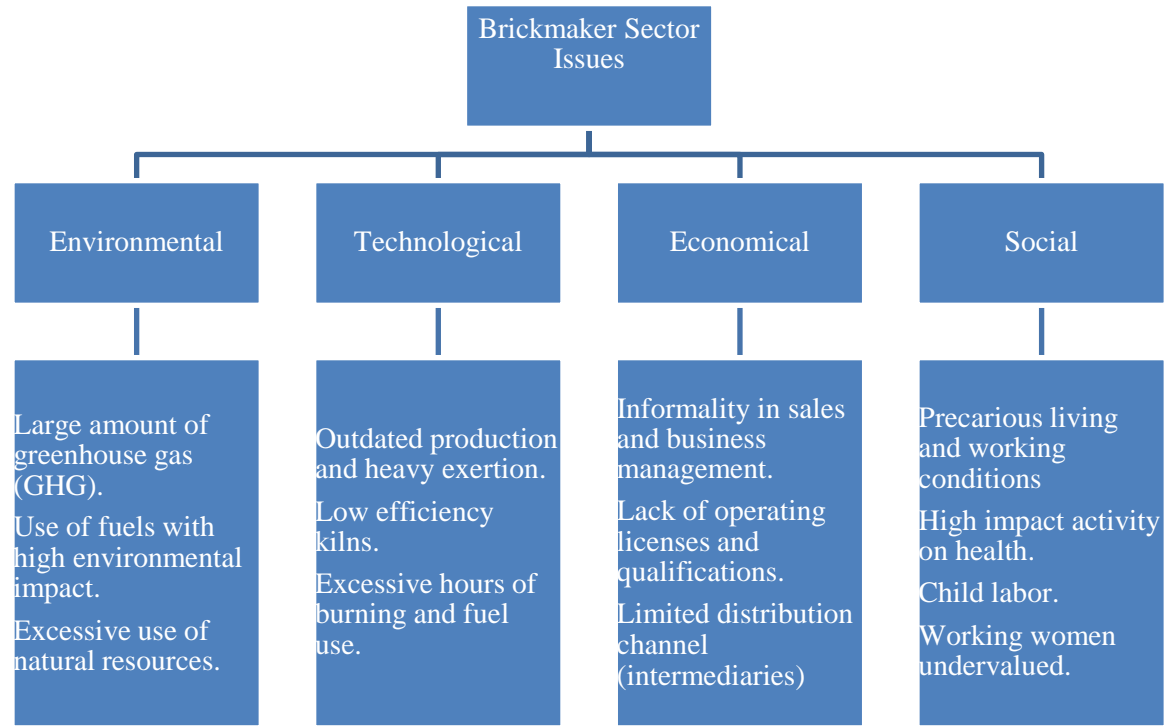 Brickmaker Sector
Issues
Environmental
Technological
Economical
Social
Large amount of
greenhouse gas
(GHG).
Use of fuels with
high environmental
impact.
Excessive use of
natural resources.
Outdated production
and heavy exertion.
Low efficiency
kilns.
Excessive hours of
burning and fuel
use.
Informality in sales
and business
management.
Lack of operating
licenses and
qualifications.
Limited distribution
channel
(intermediaries)
Precarious living
and working
conditions
High impact activity
on health.
Child labor.
Working women
undervalued.